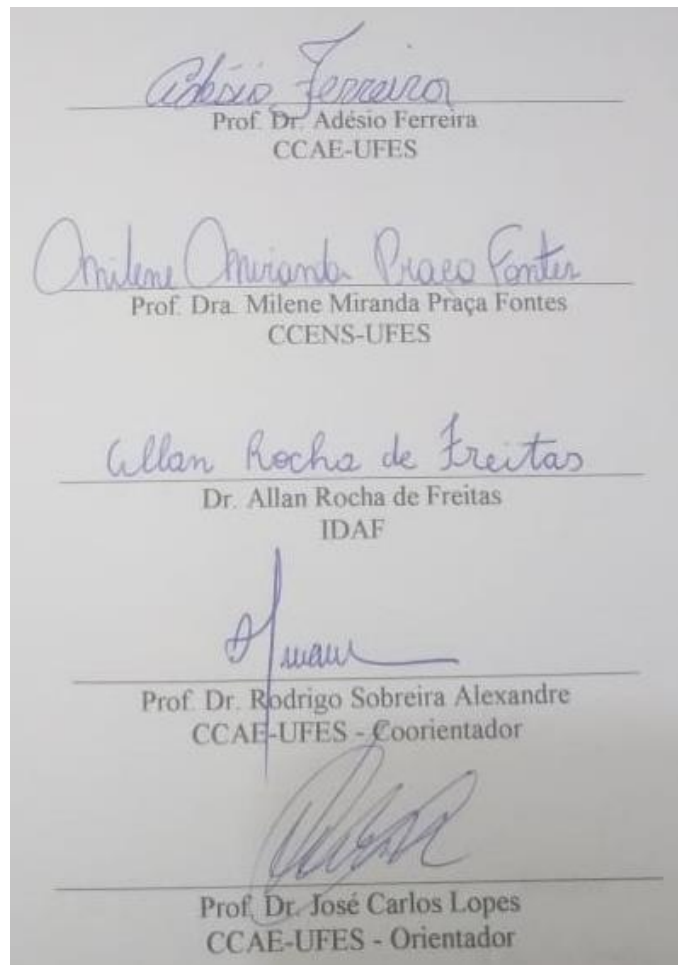 Adésio Ferreira
Prof. Dr. Adésio Ferreira
CCAE-UFES
Milene Miranda Praça Fontes
Prof. Dra. Milene Miranda Praça Fontes
CCENS-UFES
Allan Rocha de Freitas
Dr. Allan Rocha de Freitas
IDAF
Prof. Dr. Rodrigo Sobreira Alexandre
CCAE-UFES - Coorientador
Prof. Dr. José Carlos Lopes
CCAE-UFES - Orientador